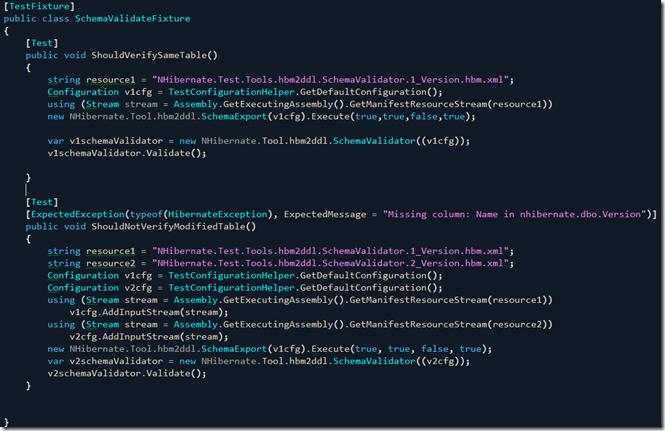 [TestFixture]
public class SchemaValidateFixture
{
[Test]
public void ShouldVerifySameTable()
{
string resource1 = "NHibernate.Test.Tools.hbm2ddl.SchemaValidator.1_Version.hbm.xml";
Configuration v1cfg = TestConfigurationHelper.GetDefaultConfiguration();
using (Stream stream = Assembly.GetExecutingAssembly().GetManifestResourceStream(resource1))
new NHibernate.Tool.hbm2ddl.SchemaExport(v1cfg).Execute(true,true,false,true);
var v1schemaValidator = new NHibernate.Tool.hbm2ddl.SchemaValidator((v1cfg));
v1schemaValidator.Validate();
}
[Test]
[ExpectedException(typeof(HibernateException), ExpectedMessage = "Missing column: Name in nhibernate.dbo.Version")]
public void ShouldNotVerifyModifiedTable()
{
string resource1 = "NHibernate.Test.Tools.hbm2ddl.SchemaValidator.1_Version.hbm.xml";
string resource2 = "NHibernate.Test.Tools.hbm2ddl.SchemaValidator.2_Version.hbm.xml";
Configuration v1cfg = TestConfigurationHelper.GetDefaultConfiguration();
Configuration v2cfg = TestConfigurationHelper.GetDefaultConfiguration();
using (Stream stream = Assembly.GetExecutingAssembly().GetManifestResourceStream(resource1))
v1cfg.AddInputStream(stream);
using (Stream stream = Assembly.GetExecutingAssembly().GetManifestResourceStream(resource2))
v2cfg.AddInputStream(stream);
new NHibernate.Tool.hbm2ddl.SchemaExport(v1cfg).Execute(true, true, false, true);
var v2schemaValidator = new NHibernate.Tool.hbm2ddl.SchemaValidator((v2cfg));
v2schemaValidator.Validate();
}
}